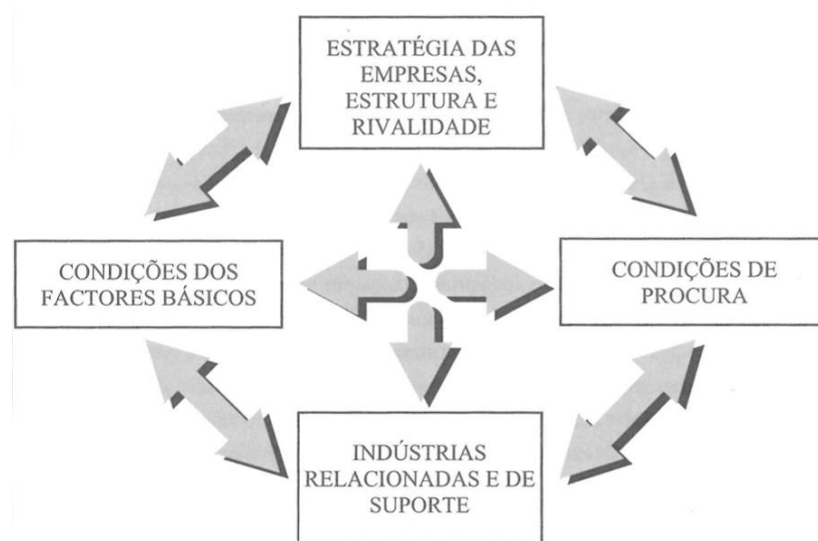 ESTRATÉGIA DAS
EMPRESAS,
ESTRUTURA E
RIVALIDADE
CONDIÇÕES DOS
FACTORES BÁSICOS
CONDIÇÕES DE
PROCURA
INDÚSTRIAS
RELACIONADAS E DE
SUPORTE